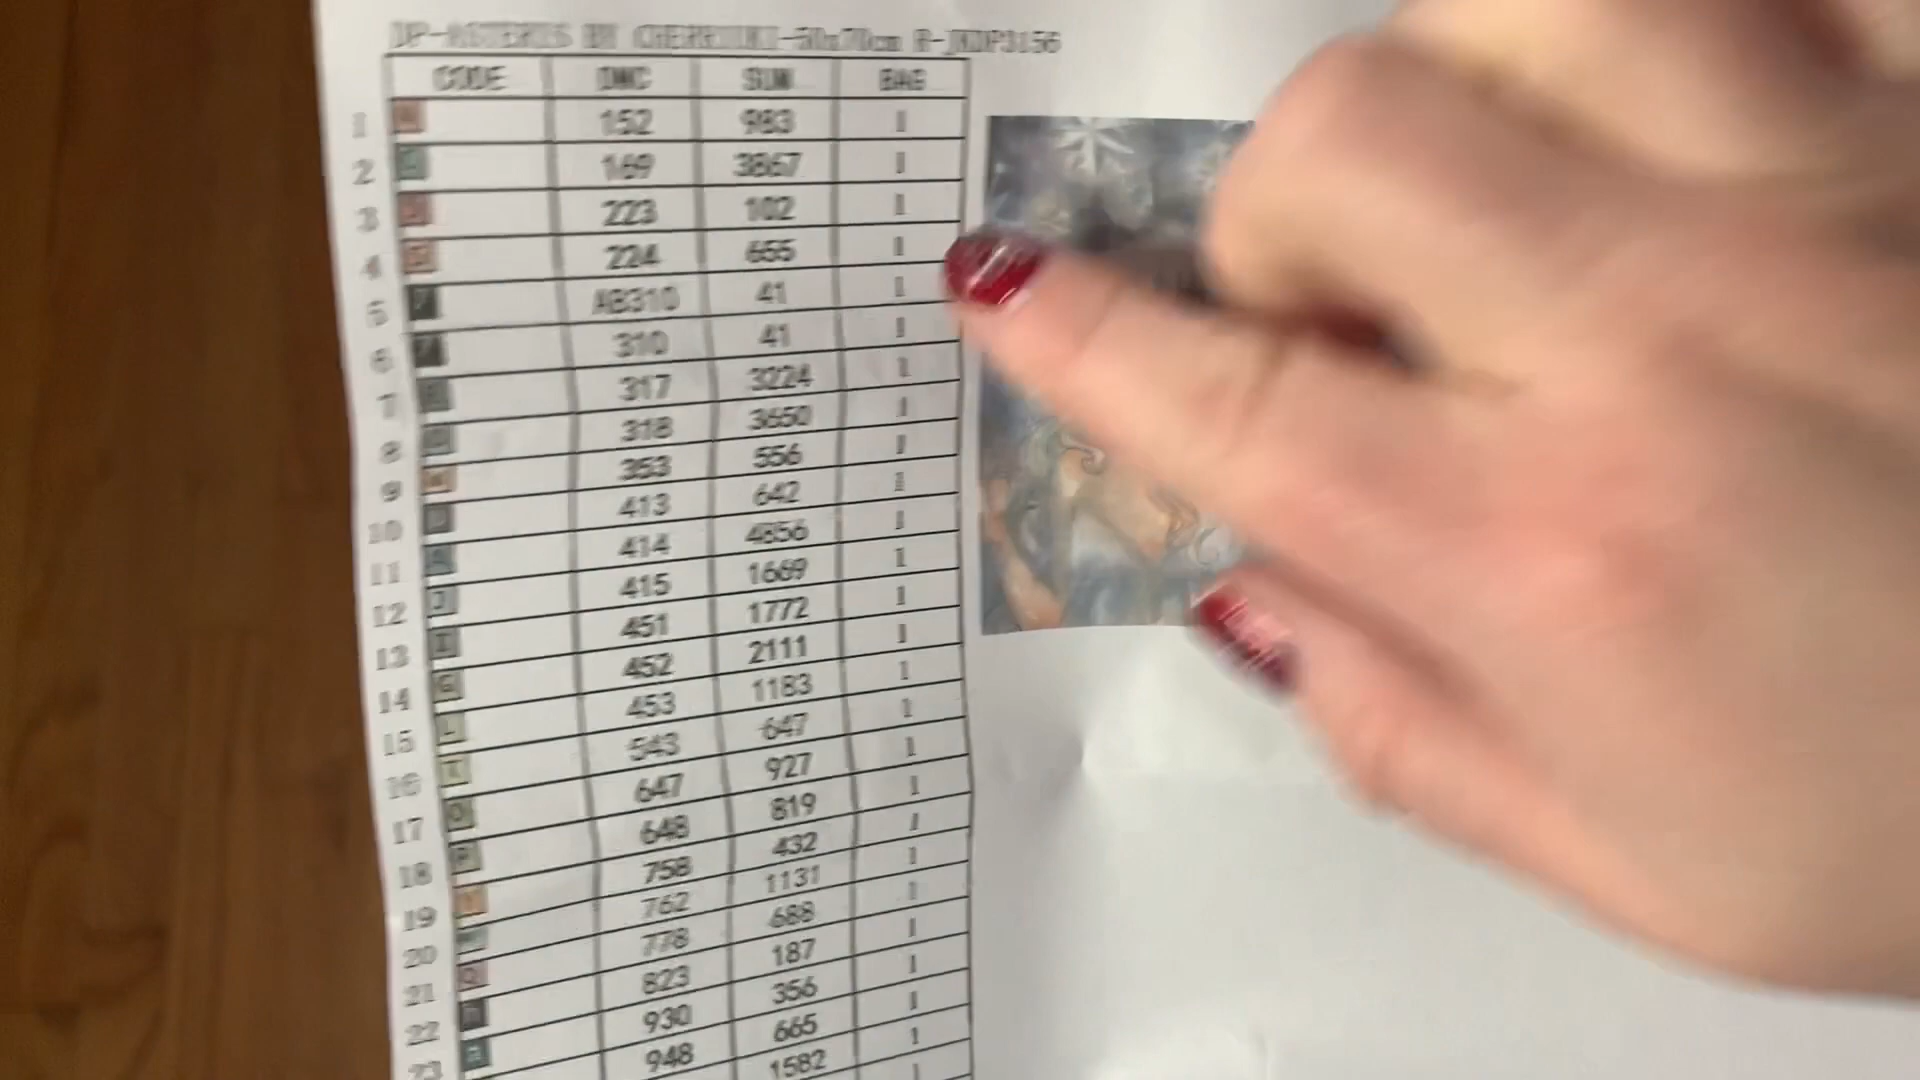 50x70cm R-JKDP3156
CODE DMC SUM BAG
1 152 983 1
2 169 3867 1
3 223 102 1
4 224 655 1
5 AB310 41 1
6 310 41 1
7 317 3224 1
8 318 3650 1
9 353 556 1
10 413 642 1
11 414 4856 1
12 J 415 1669 1
13 I 451 1772 1
14 G 452 2111 1
15 453 1183 1
16 543 647 1
17 O 647 927 1
18 P 648 819 1
19 758 432 1
20 762 1131 1
21 778 688 1
22 823 187 1
23 930 356 1
948 665 1
1582 1